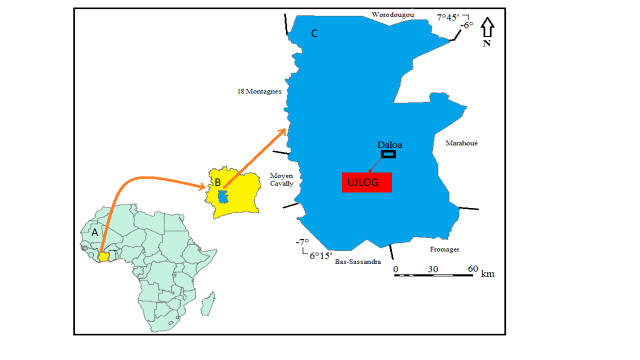 Worodougou
7°45'
-6°
N
C
18 Montagnes
Daloa
Marahoué
B
Moyen
Cavally
UJLOG
A
-7°
6°15'
Bas-Sassandra
Fromager
0 30 60 km